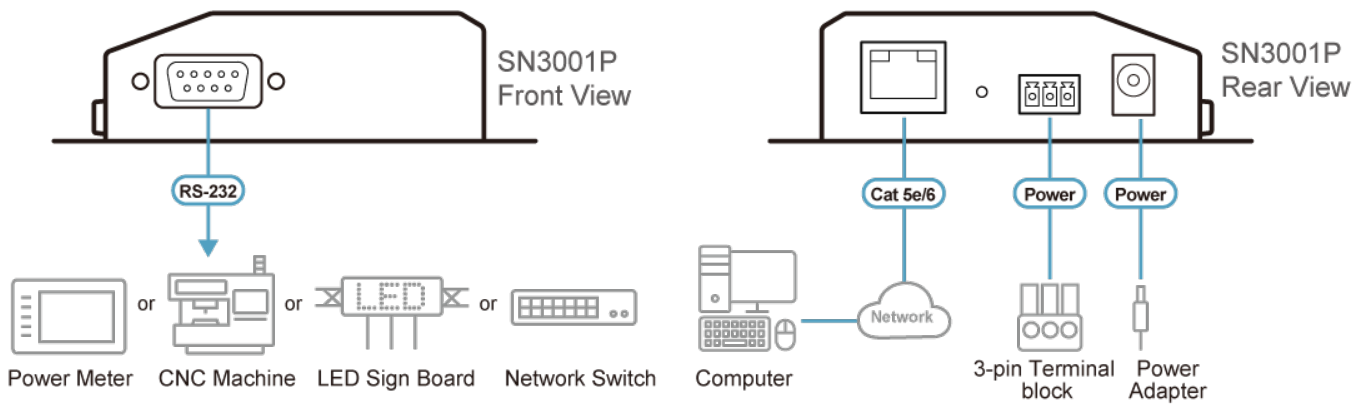 SN3001P
Front View
SN3001P
Rear View
RS-232
Cat 5e/6
Power
Power
or
or
LED
or
Network
Power Meter
CNC Machine
LED Sign Board
Network Switch
Computer
3-pin Terminal
block
Power
Adapter